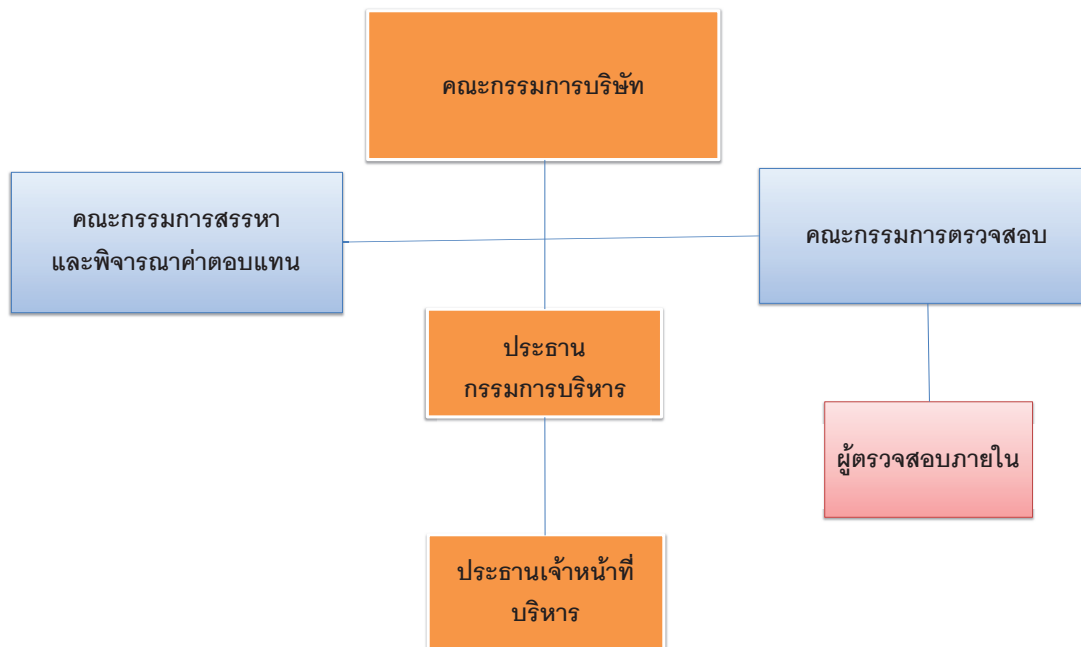 คณะกรรมการบริษัท
คณะกรรมการสรรหา
และพิจารณาค่าตอบแทน
คณะกรรมการตรวจสอบ
ประธาน
กรรมการบริหาร
ผู้ตรวจสอบภายใน
ประธานเจ้าหน้าที่
บริหาร